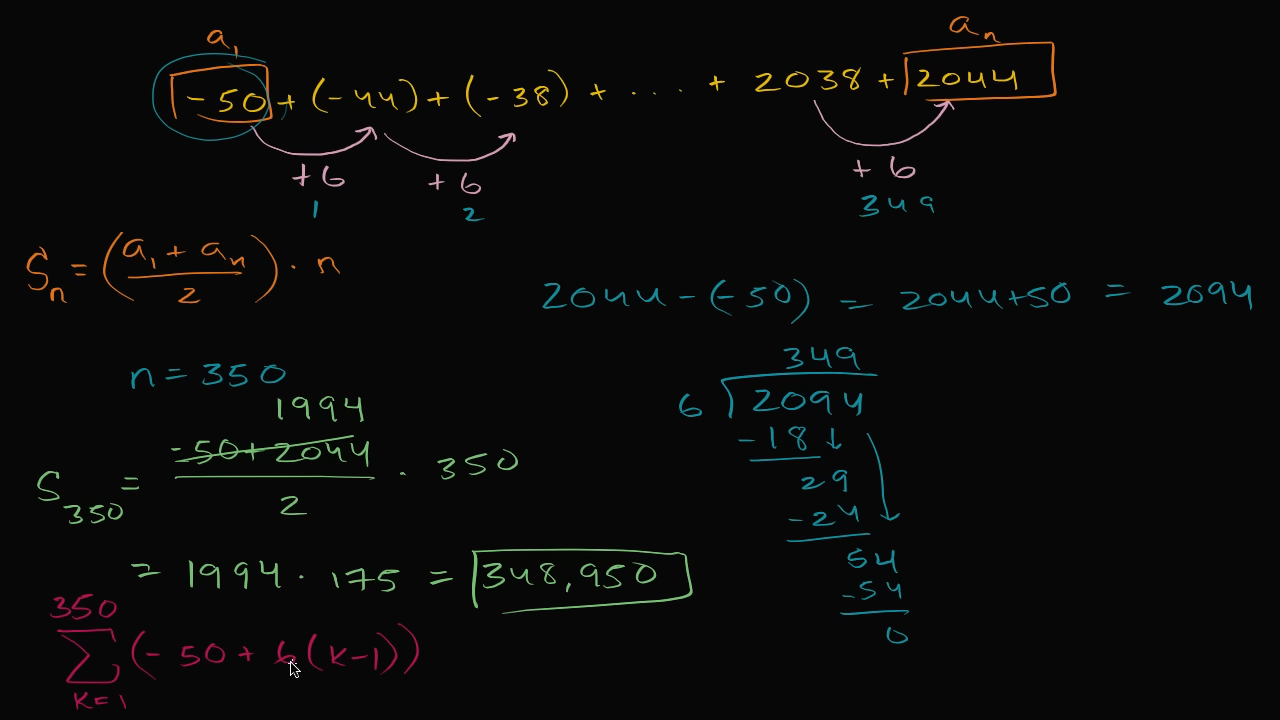 a₁ aₙ
-50 + (-44) + (-38) + ... + 2038 + 2044
+6 +6 +6
1 2 349
Sₙ = ((a₁ + aₙ)/2) · n
2044 - (-50) = 2044+50 = 2094
n = 350
349
6 2094
-18
29
-24
54
-54
0
1994
S₃₅₀ = (-50+2044)/2 · 350
= 1994 · 175 = 348,950
350
∑ (-50 + 6(k-1))
k=1